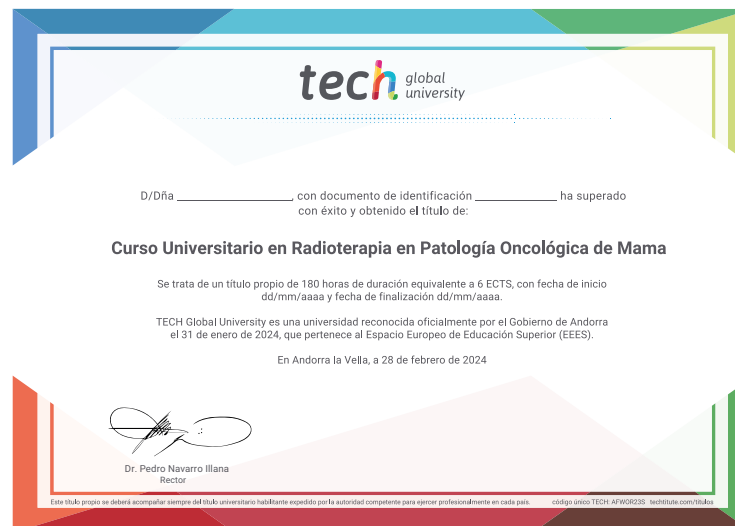 tech global university
D/Dña ______________, con documento de identificación ______________ ha superado
con éxito y obtenido el título de:
Curso Universitario en Radioterapia en Patología Oncológica de Mama
Se trata de un título propio de 180 horas de duración equivalente a 6 ECTS, con fecha de inicio
dd/mm/aaaa y fecha de finalización dd/mm/aaaa.
TECH Global University es una universidad reconocida oficialmente por el Gobierno de Andorra
el 31 de enero de 2024, que pertenece al Espacio Europeo de Educación Superior (EEES).
En Andorra la Vella, a 28 de febrero de 2024
Dr. Pedro Navarro Illana
Rector
Este título propio se deberá acompañar siempre del título universitario habilitante expedido por la autoridad competente para ejercer profesionalmente en cada país. código único TECH: AFWOR23S techtitute.com/titulos